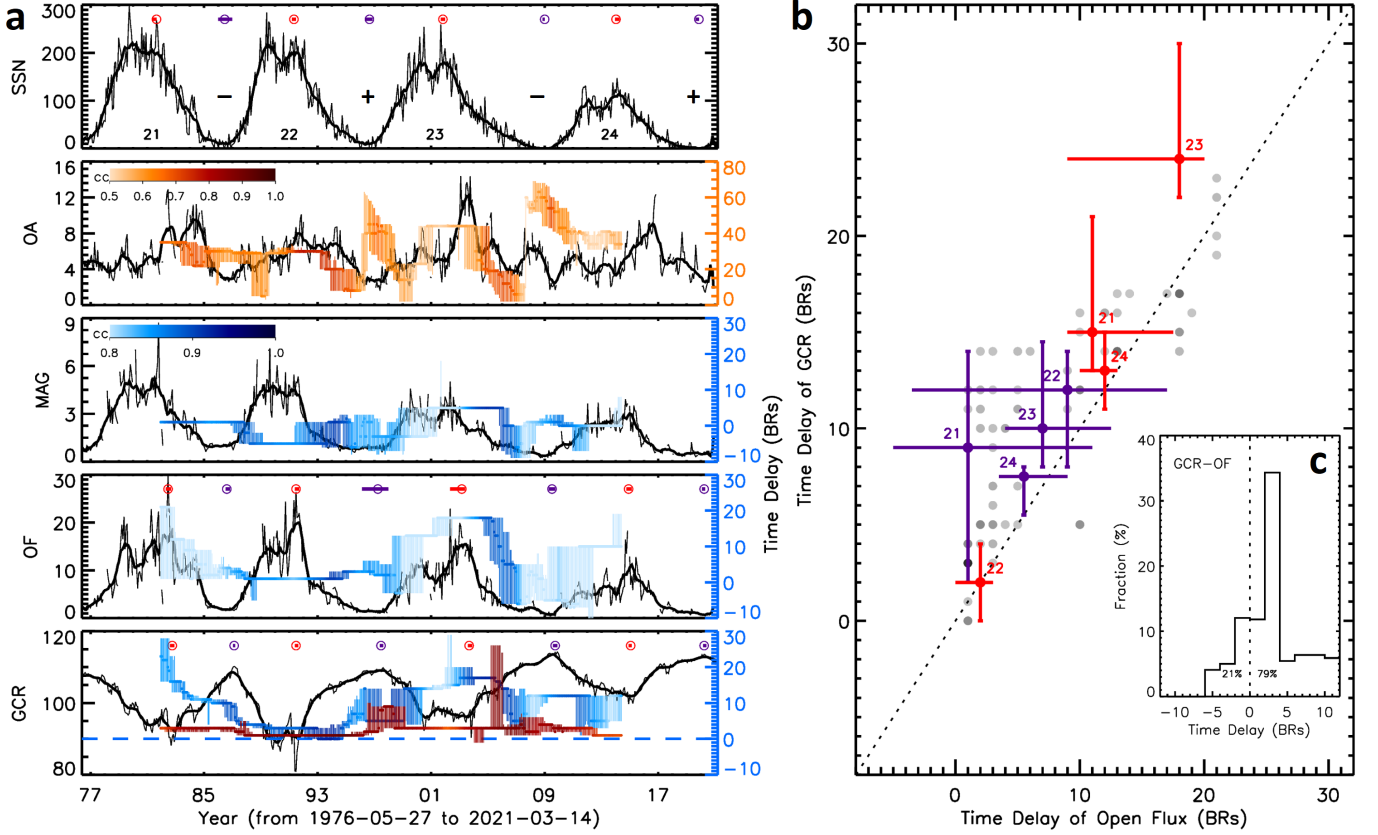 a
SSN
300
200
100
0
− + − +
21 22 23 24
OA
16
12
8
4
0
CC
0.5 0.6 0.7 0.8 0.9 1.0
80
60
40
20
0
MAG
9
6
3
0
CC
0.8 0.9 1.0
30
20
10
0
−10
OF
30
20
10
0
30
20
10
0
−10
GCR
120
100
80
30
20
10
0
−10
Time Delay (BRs)
77 85 93 01 09 17
Year (from 1976-05-27 to 2021-03-14)
b
Time Delay of GCR (BRs)
30
20
10
0
23
21
24
22
23
21
24
22
0 10 20 30
Time Delay of Open Flux (BRs)
c
GCR-OF
Fraction (%)
40
30
20
10
0
21% 79%
−10 −5 0 5 10
Time Delay (BRs)